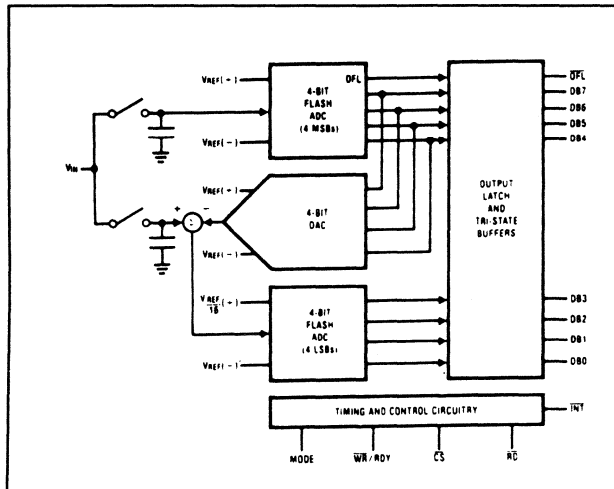 VREF(+)
4-BIT
FLASH
ADC
(4 MSBs)
OFL
VREF(−)
VIN
OFL
DB7
DB6
DB5
DB4
OUTPUT
LATCH
AND
TRI-STATE
BUFFERS
VREF(+)
4-BIT
DAC
+
−
VREF(−)
VREF(+)
16
4-BIT
FLASH
ADC
(4 LSBs)
VREF(−)
DB3
DB2
DB1
DB0
TIMING AND CONTROL CIRCUITRY
INT
MODE
WR/RDY
CS
RD